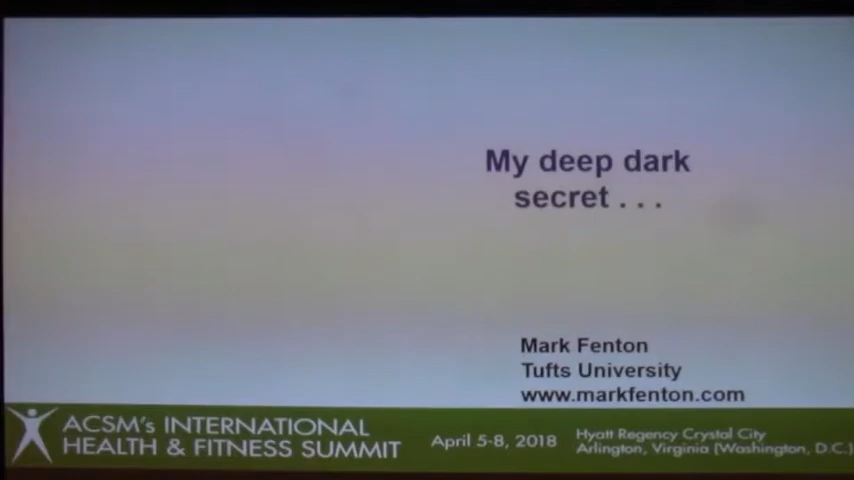 My deep dark
secret . . .
Mark Fenton
Tufts University
www.markfenton.com
ACSM's INTERNATIONAL
HEALTH & FITNESS SUMMIT
April 5-8, 2018
Hyatt Regency Crystal City
Arlington, Virginia (Washington, D.C.)